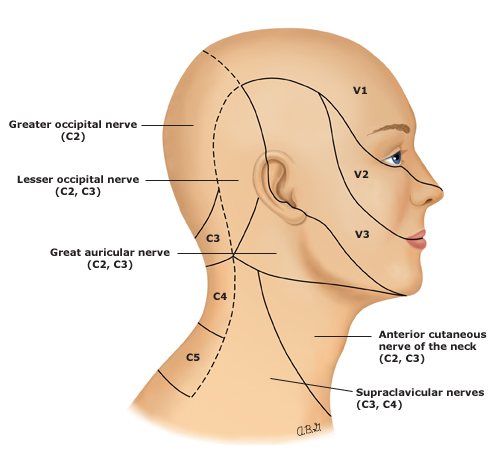 V1
Greater occipital nerve
(C2)
V2
Lesser occipital nerve
(C2, C3)
V3
C3
Great auricular nerve
(C2, C3)
C4
Anterior cutaneous
nerve of the neck
(C2, C3)
C5
Supraclavicular nerves
(C3, C4)